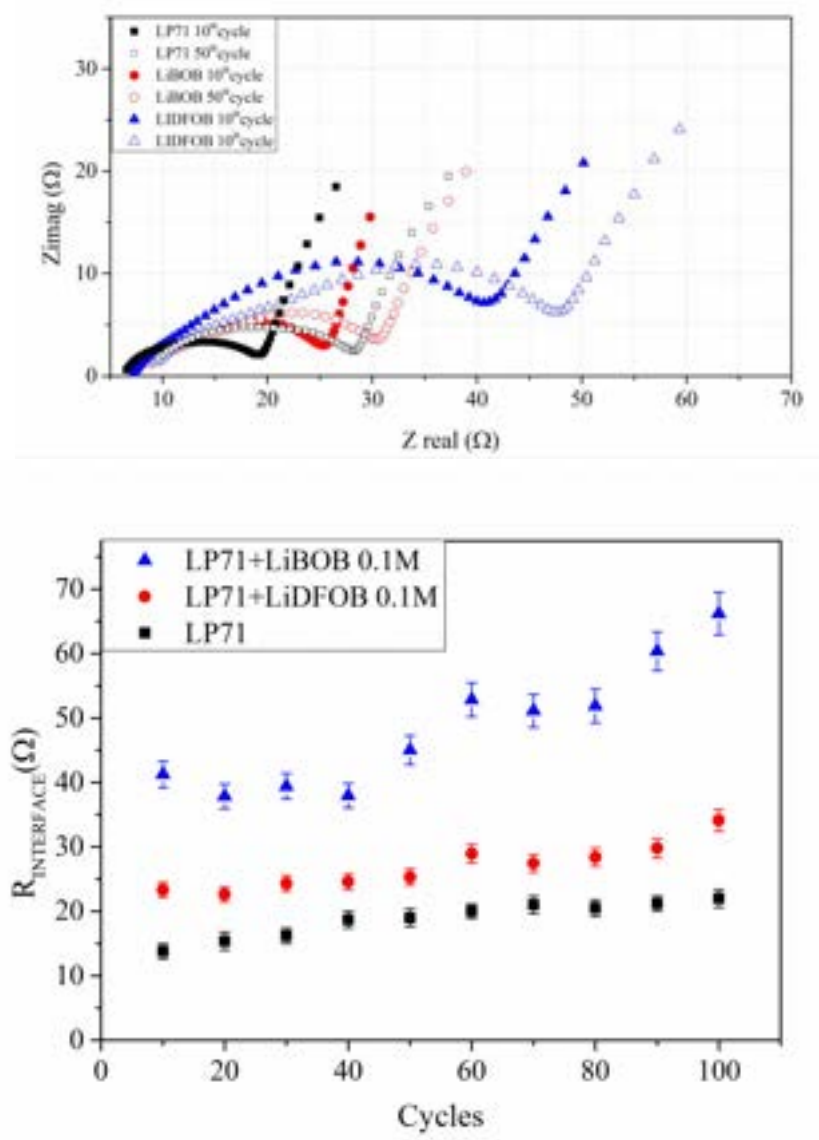 LP71 10thcycle
LP71 50thcycle
LiBOB 10thcycle
LiBOB 50thcycle
LIDFOB 10thcycle
LIDFOB 10thcycle
30
20
10
0
Zimag (Ω)
10 20 30 40 50 60 70
Z real (Ω)
LP71+LiBOB 0.1M
LP71+LiDFOB 0.1M
LP71
70
60
50
40
30
20
10
0
R_INTERFACE(Ω)
0 20 40 60 80 100
Cycles